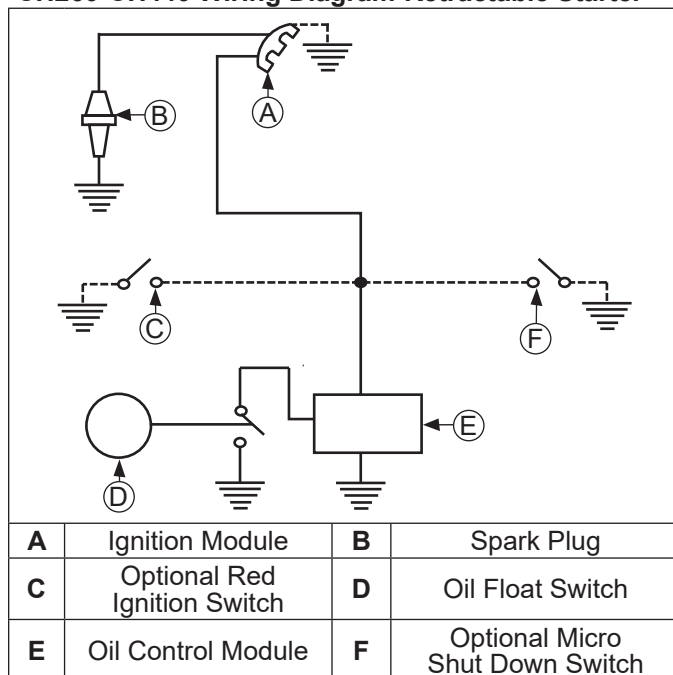 Wiring Diagram-Retractable Starter
A
B
C
F
E
D
A Ignition Module B Spark Plug
C Optional Red Ignition Switch D Oil Float Switch
E Oil Control Module F Optional Micro Shut Down Switch